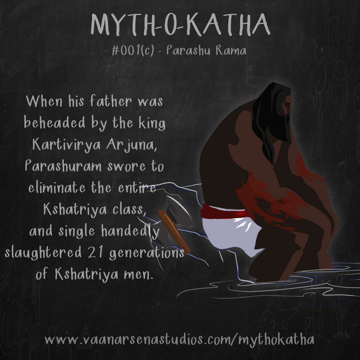 MYTH-O-KATHA
#001(c) - Parashu Rama
When his father was
beheaded by the king
Kartivirya Arjuna,
Parashuram swore to
eliminate the entire
Kshatriya class,
and single handedly
slaughtered 21 generations
of Kshatriya men.
www.vaanarsenastudios.com/mythokatha